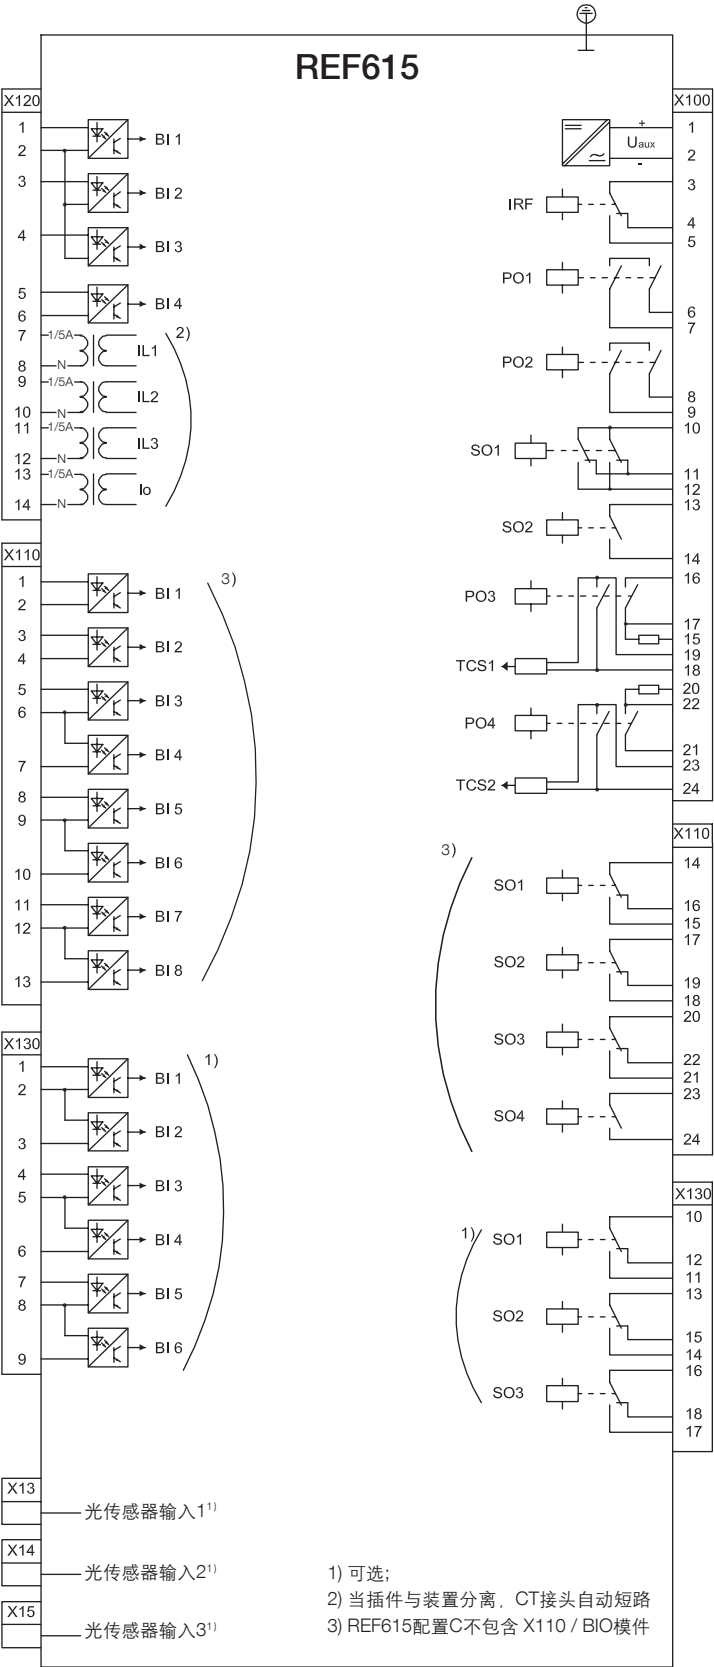 REF615
X120
1
2
BI 1
3
BI 2
4
BI 3
5
6
BI 4
7
1/5A
2)
IL1
8
N
9
1/5A
IL2
10
N
11
1/5A
IL3
12
N
13
1/5A
Io
14
N
X110
1
2
BI 1
3)
3
4
BI 2
5
6
BI 3
7
BI 4
8
9
BI 5
10
BI 6
11
12
BI 7
13
BI 8
X130
1
2
BI 1
1)
3
BI 2
4
5
BI 3
6
BI 4
7
8
BI 5
9
BI 6
X13
光传感器输入1¹⁾
X14
光传感器输入2¹⁾
X15
光传感器输入3¹⁾
X100
+
1
Uaux
-
2
3
IRF
4
5
PO1
6
7
PO2
8
9
10
SO1
11
12
13
SO2
14
16
PO3
17
15
19
TCS1
18
20
22
PO4
21
23
TCS2
24
X110
3)
14
SO1
16
15
17
SO2
19
18
20
SO3
22
21
23
SO4
24
X130
10
1)
SO1
12
11
13
SO2
15
14
16
SO3
18
17
1) 可选;
2) 当插件与装置分离，CT接头自动短路
3) REF615配置C不包含 X110 / BIO模件